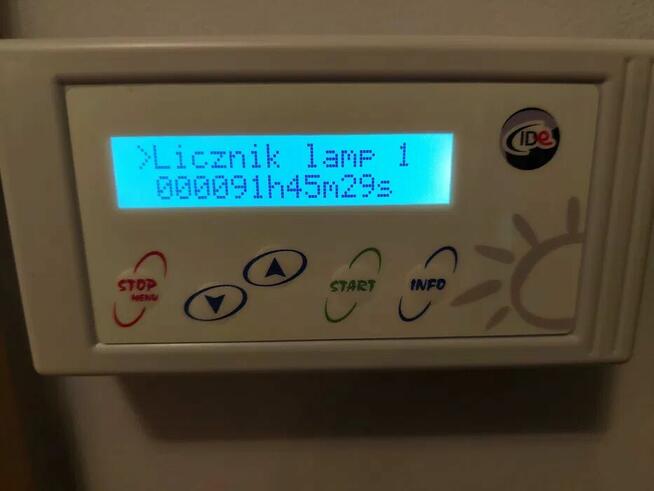 >Licznik lamp 1
000091h45m29s
IDe
STOP
MENU
START
INFO